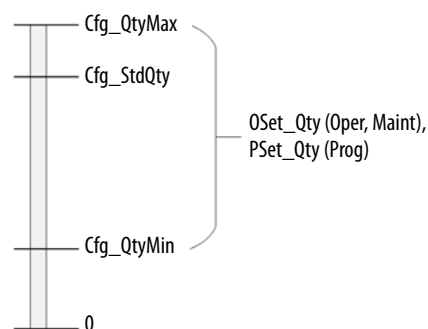 Cfg_QtyMax
Cfg_StdQty
OSet_Qty (Oper, Maint),
PSet_Qty (Prog)
Cfg_QtyMin
0